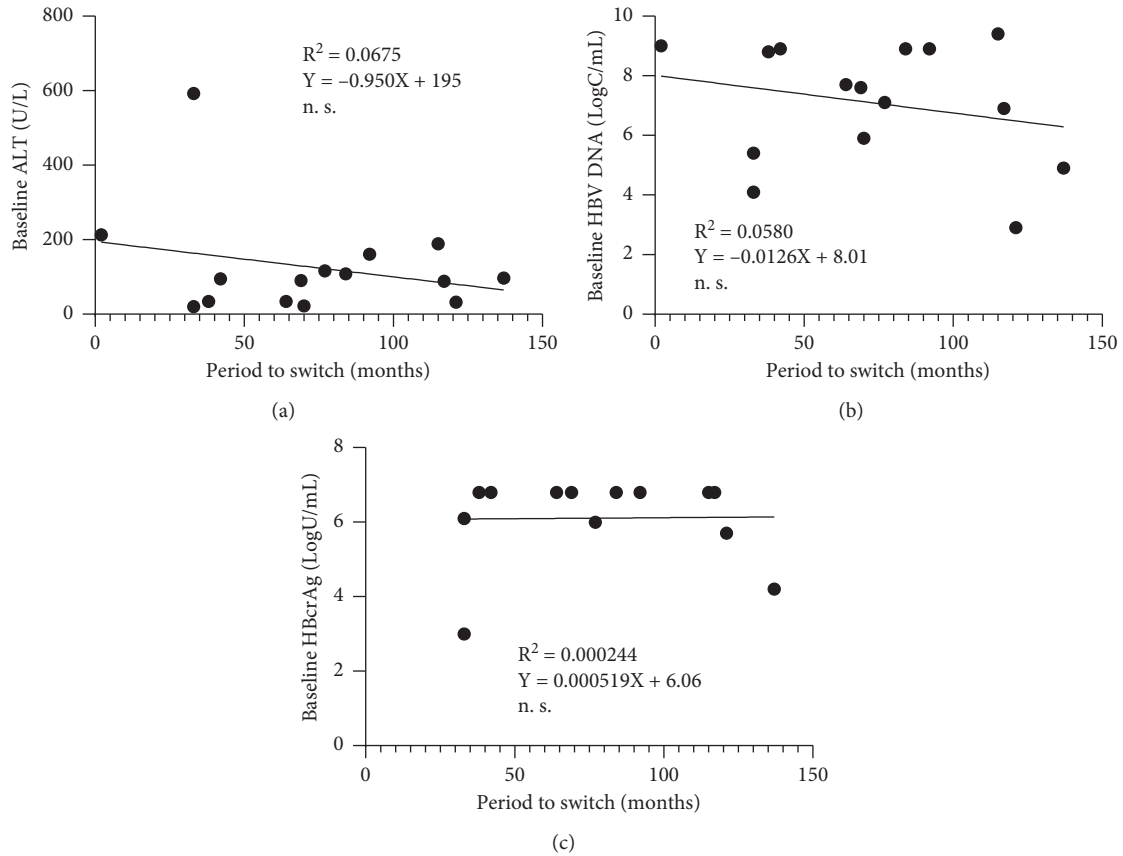 800
600
400
200
0
Baseline ALT (U/L)
R² = 0.0675
Y = –0.950X + 195
n. s.
0 50 100 150
Period to switch (months)
(a)
10
8
6
4
2
0
Baseline HBV DNA (LogC/mL)
R² = 0.0580
Y = –0.0126X + 8.01
n. s.
0 50 100 150
Period to switch (months)
(b)
8
6
4
2
0
Baseline HBcrAg (LogU/mL)
R² = 0.000244
Y = 0.000519X + 6.06
n. s.
0 50 100 150
Period to switch (months)
(c)